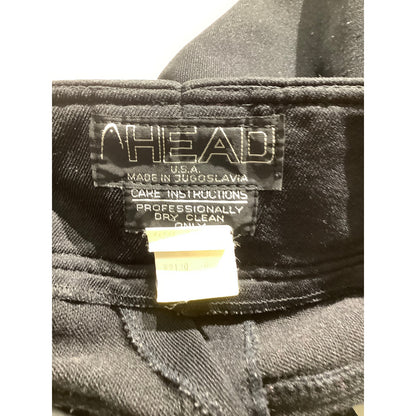 HEAD
U.S.A.
MADE IN JUGOSLAVIA
CARE INSTRUCTIONS
PROFESSIONALLY
DRY CLEAN
ONLY